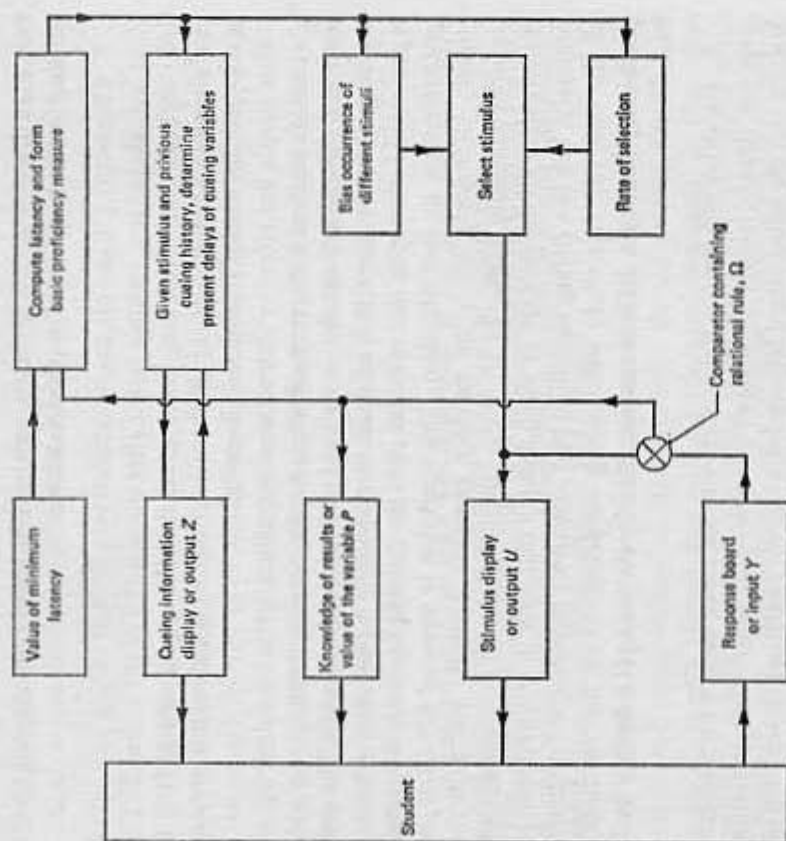 Value of minimum
latency
Compute latency and form
basic proficiency measure
Cueing information
display or output Z
Given stimulus and privious
cueing history, determine
present delays of cueing variables
Knowledge of results or
value of the variable P
Bias occurrence of
different stimuli
Stimulus display
or output U
Select stimulus
Rate of selection
Response board
or input Y
Comparator containing
relational rule, Ω
Student